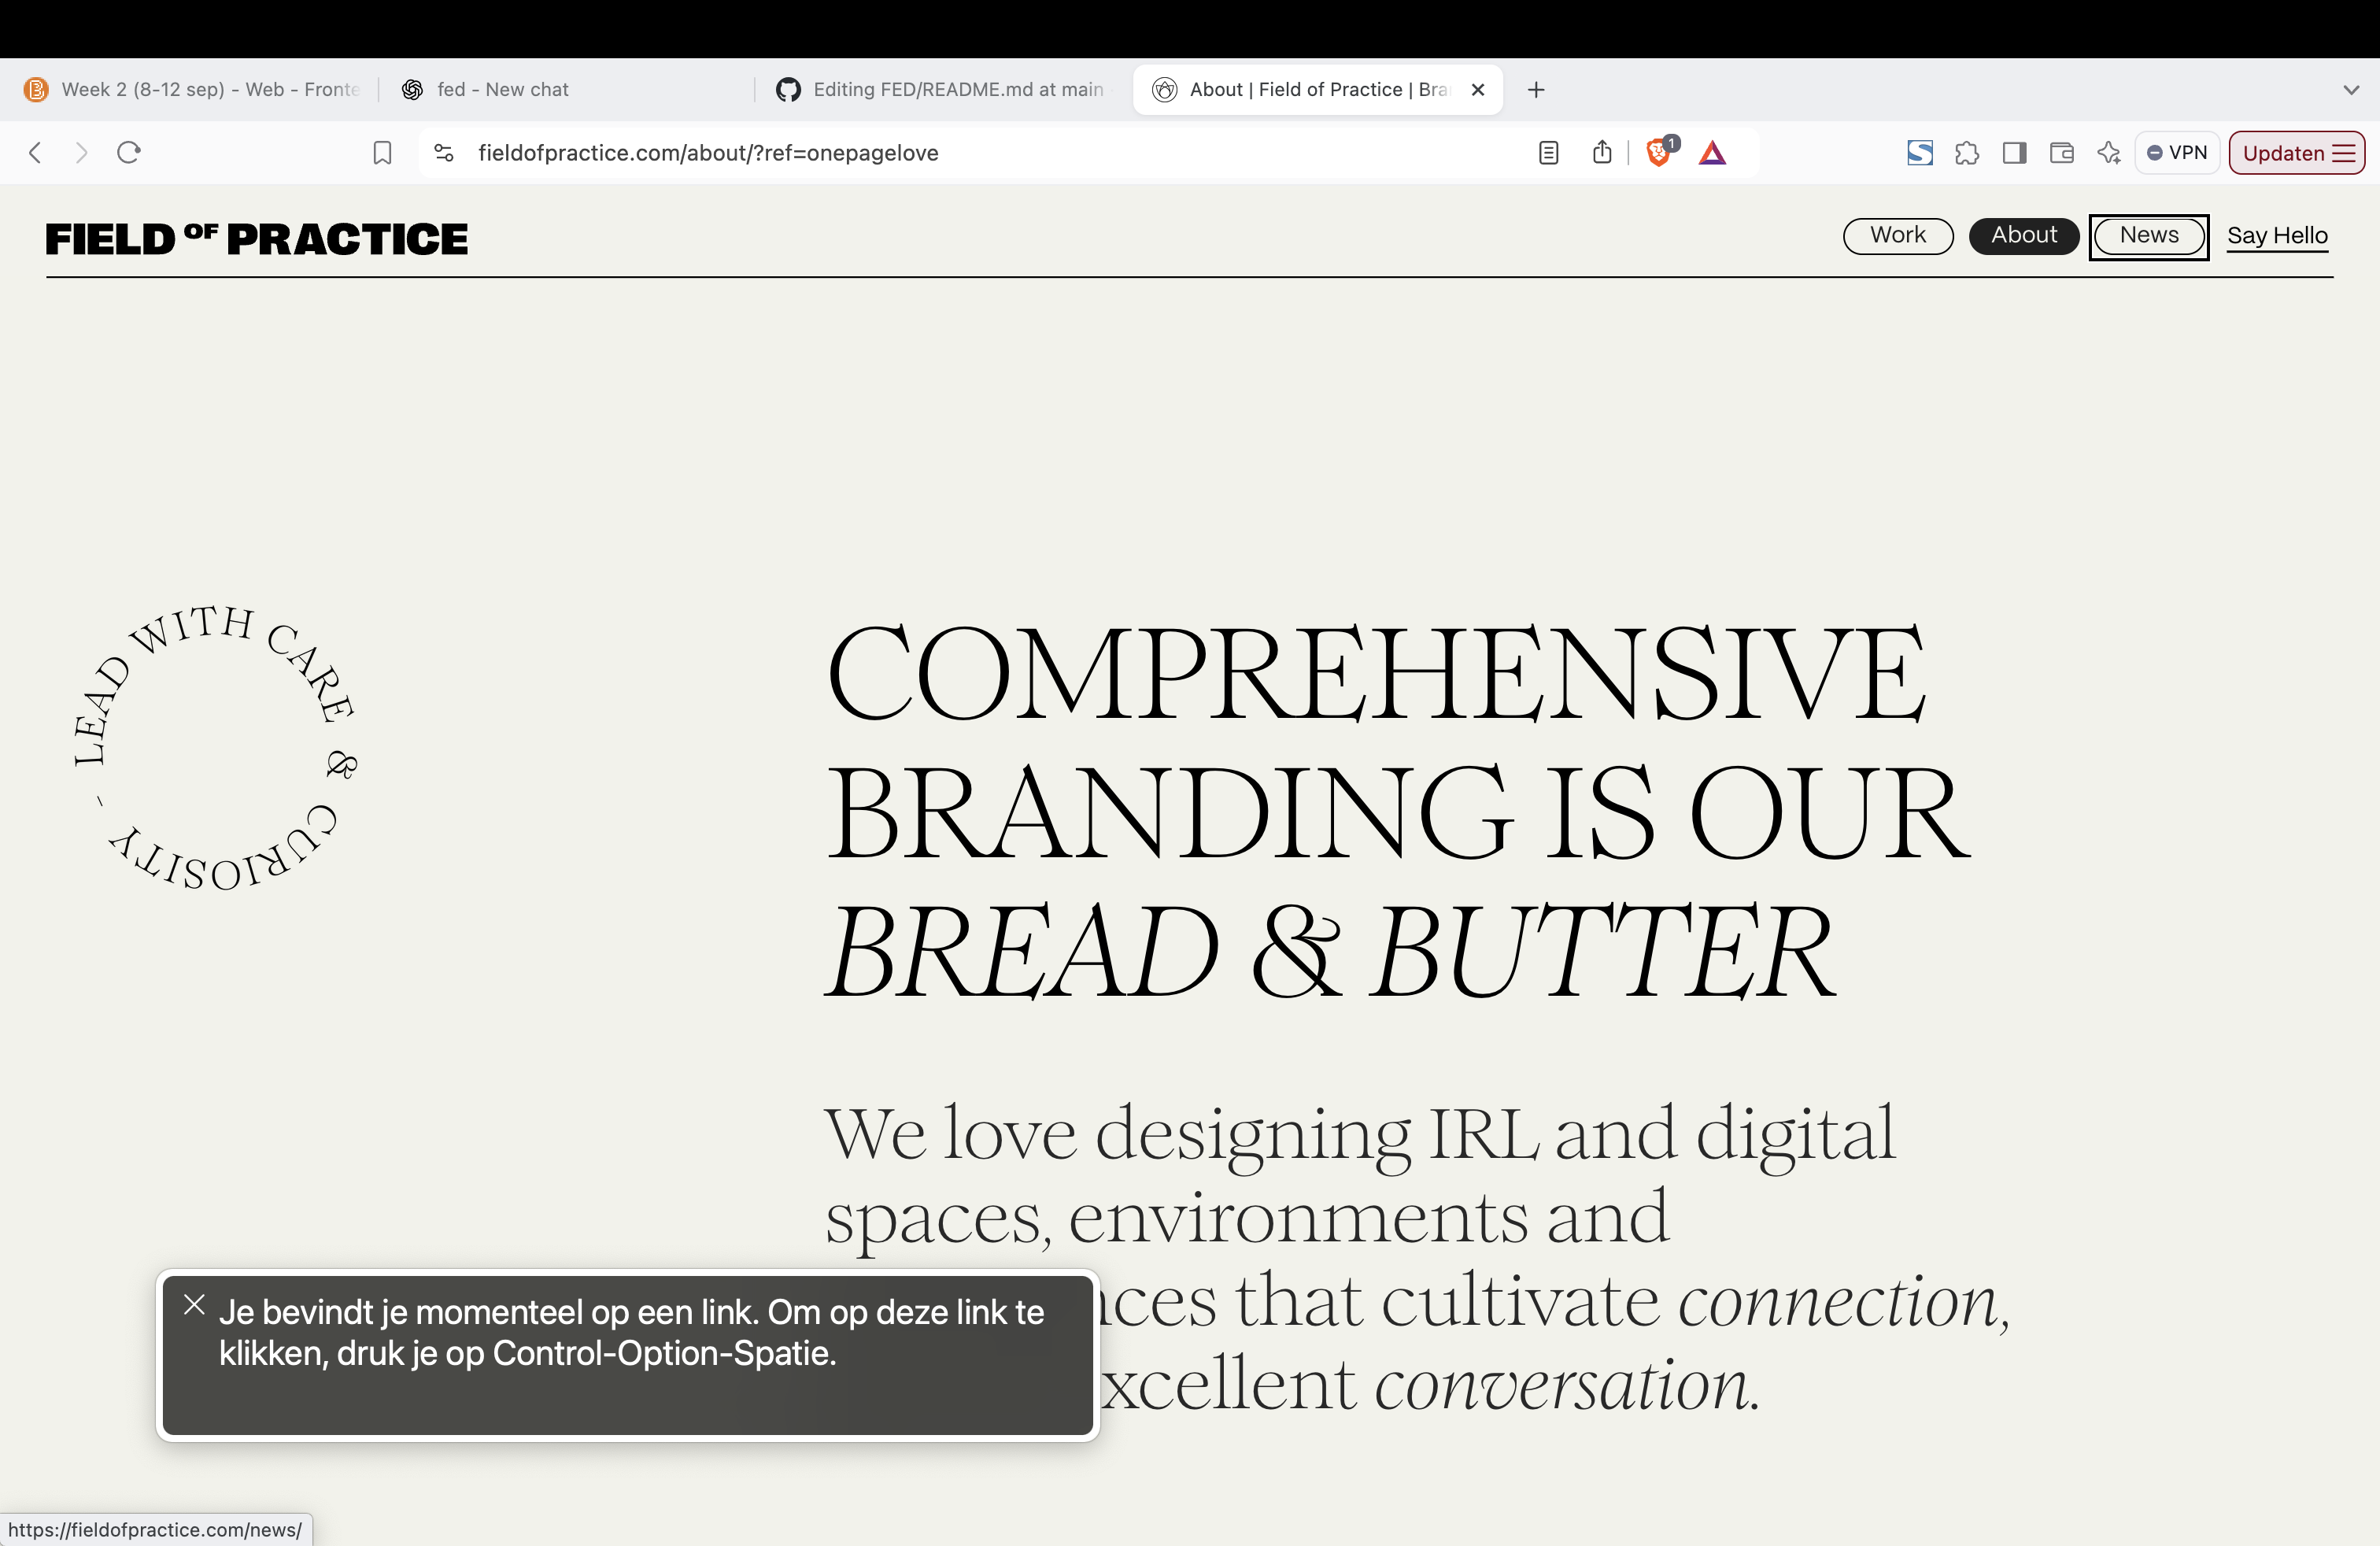 Week 2 (8-12 sep) - Web - Fronte
fed - New chat
Editing FED/README.md at main
About | Field of Practice | Bra
fieldofpractice.com/about/?ref=onepagelove
1
VPN
Updaten
FIELD OF PRACTICE
Work
About
News
Say Hello
LEAD WITH CARE & CURIOSITY -
COMPREHENSIVE
BRANDING IS OUR
BREAD & BUTTER
We love designing IRL and digital
spaces, environments and
nces that cultivate connection,
xcellent conversation.
Je bevindt je momenteel op een link. Om op deze link te
klikken, druk je op Control-Option-Spatie.
https://fieldofpractice.com/news/